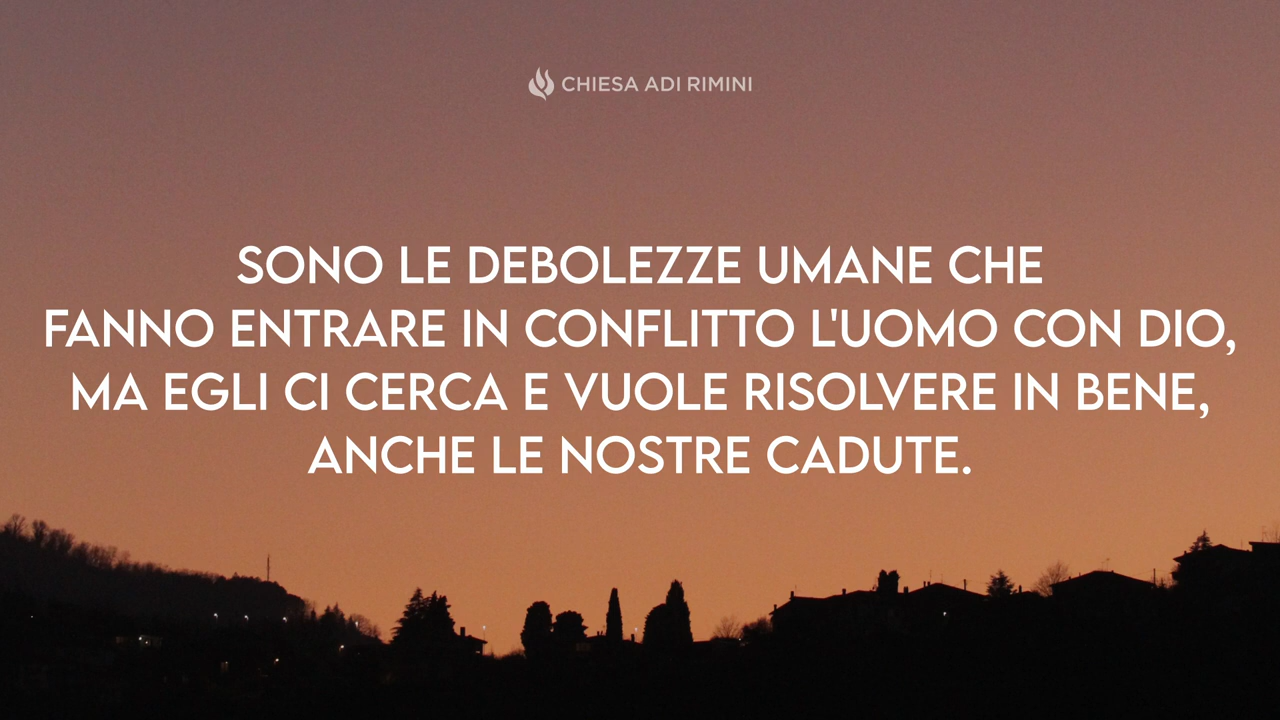 CHIESA ADI RIMINI
SONO LE DEBOLEZZE UMANE CHE
FANNO ENTRARE IN CONFLITTO L'UOMO CON DIO,
MA EGLI CI CERCA E VUOLE RISOLVERE IN BENE,
ANCHE LE NOSTRE CADUTE.